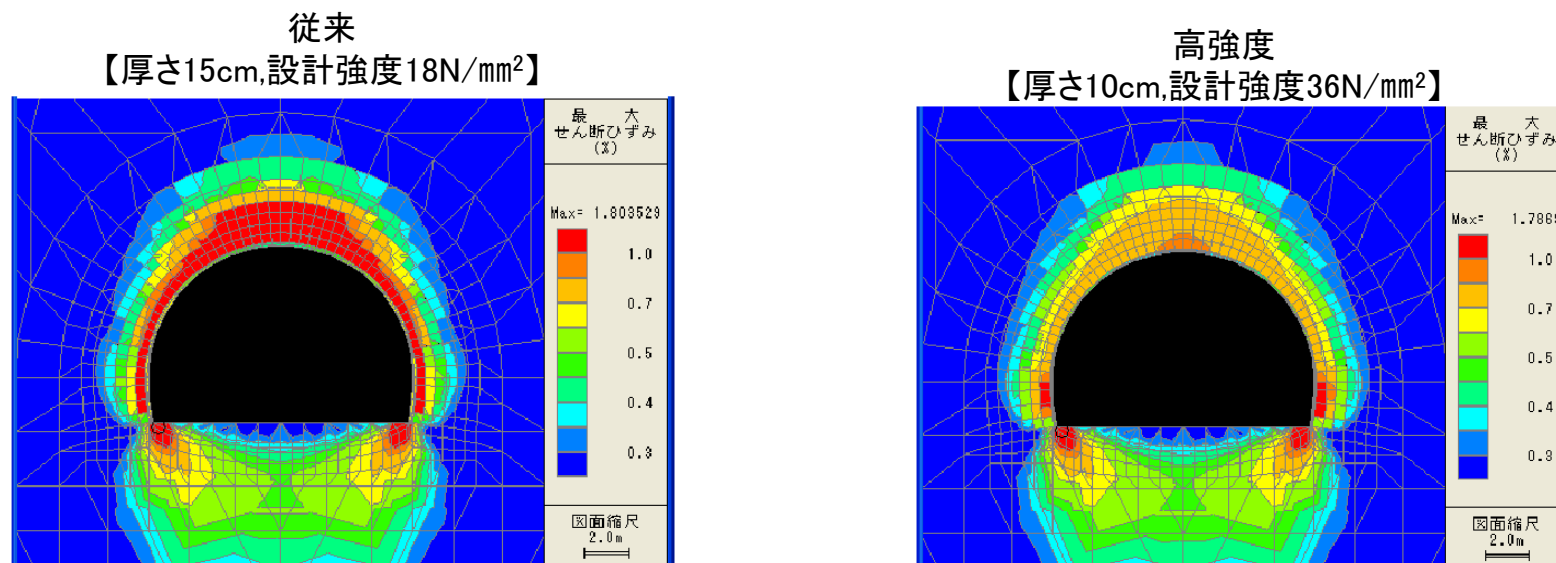 従来
【厚さ15cm,設計強度18N/㎜²】
最 大
せん断ひずみ
(%)
Max= 1.803529
1.0
0.7
0.5
0.4
0.3
図面縮尺
2.0m
高強度
【厚さ10cm,設計強度36N/㎜²】
最 大
せん断ひずみ
(%)
Max= 1.786
1.0
0.7
0.5
0.4
0.3
図面縮尺
2.0m